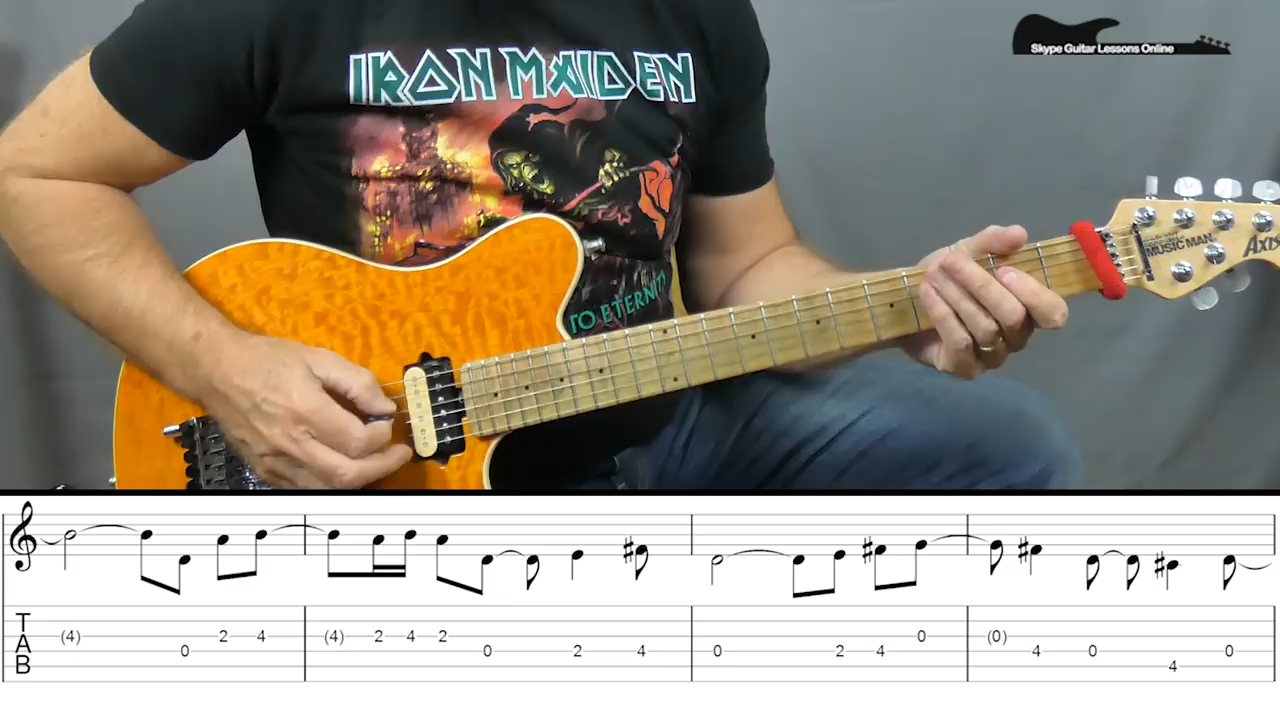 IRON MAIDEN
Skype Guitar Lessons Online
MUSIC MAN
AXIS
TO ETERNITY
T
A
B
(4) 0 2 4 (4) 2 4 2 0 2 4 0 2 4 0 (0) 4 0 4 0